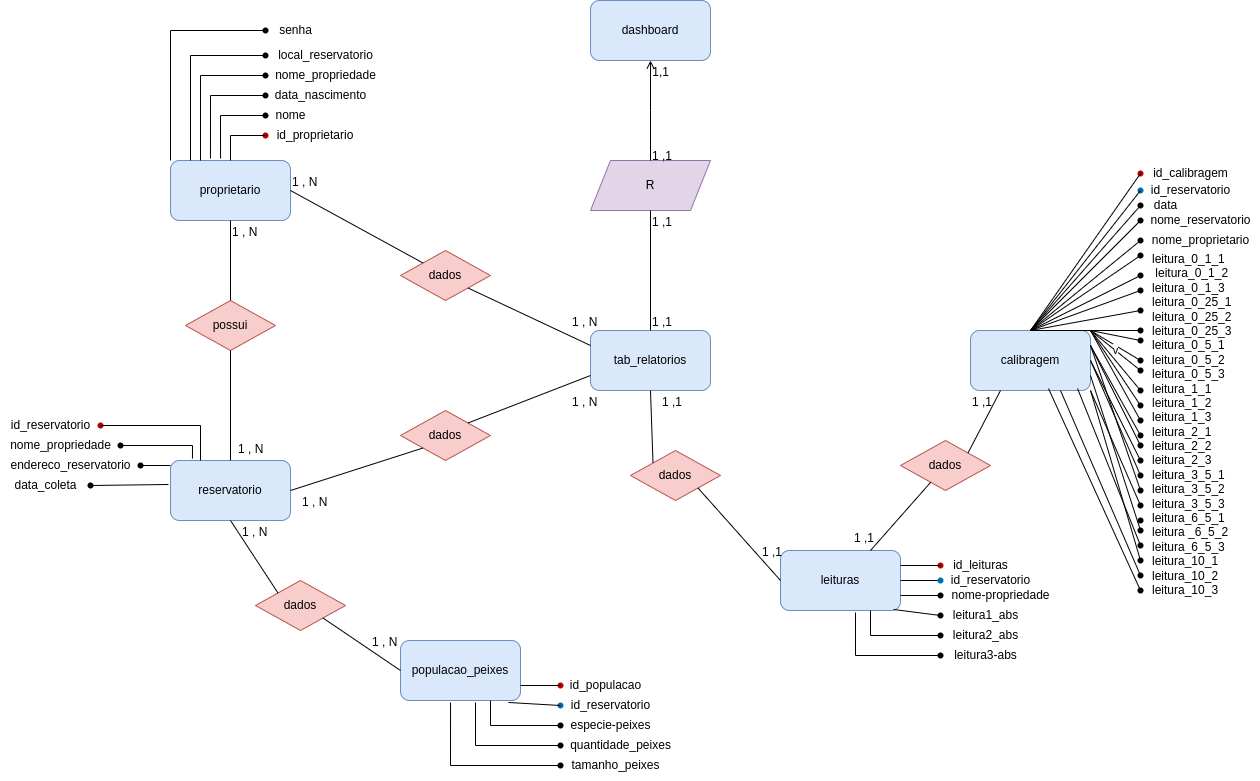 senha
local_reservatorio
nome_propriedade
data_nascimento
nome
id_proprietario
proprietario
1 , N
1 , N
dashboard
1,1
1 ,1
R
1 ,1
dados
possui
1 , N
1 ,1
tab_relatorios
1 , N
1 ,1
id_reservatorio
nome_propriedade
endereco_reservatorio
data_coleta
1 , N
reservatorio
1 , N
1 , N
dados
dados
1 ,1
dados
1 ,1
1 ,1
calibragem
id_calibragem
id_reservatorio
data
nome_reservatorio
nome_proprietario
leitura_0_1_1
leitura_0_1_2
leitura_0_1_3
leitura_0_25_1
leitura_0_25_2
leitura_0_25_3
leitura_0_5_1
leitura_0_5_2
leitura_0_5_3
leitura_1_1
leitura_1_2
leitura_1_3
leitura_2_1
leitura_2_2
leitura_2_3
leitura_3_5_1
leitura_3_5_2
leitura_3_5_3
leitura_6_5_1
leitura _6_5_2
leitura_6_5_3
leitura_10_1
leitura_10_2
leitura_10_3
leituras
id_leituras
id_reservatorio
nome-propriedade
leitura1_abs
leitura2_abs
leitura3-abs
dados
1 , N
populacao_peixes
id_populacao
id_reservatorio
especie-peixes
quantidade_peixes
tamanho_peixes